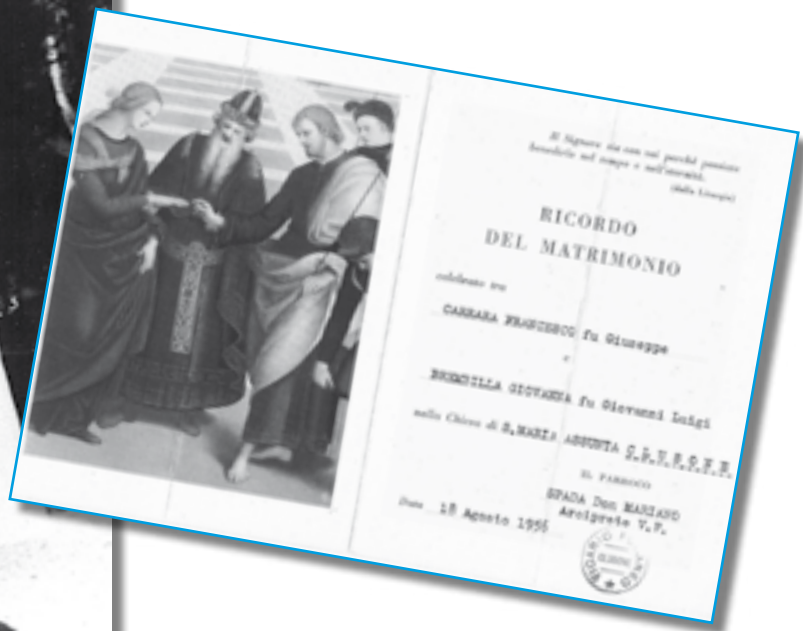 Il Signore sia con voi perché possiate
benedirlo nel tempo e nell'eternità.
(dalla Liturgia)
RICORDO
DEL MATRIMONIO
celebrato tra
CARRARA FRANCESCO fu Giuseppe
e
BREMBILLA GIOVANNA fu Giovanni Luigi
nella Chiesa di S.MARIA ASSUNTA CLUSONE
IL PARROCO
SPADA Don MARIANO
Arciprete V.F.
Data 18 Agosto 1956